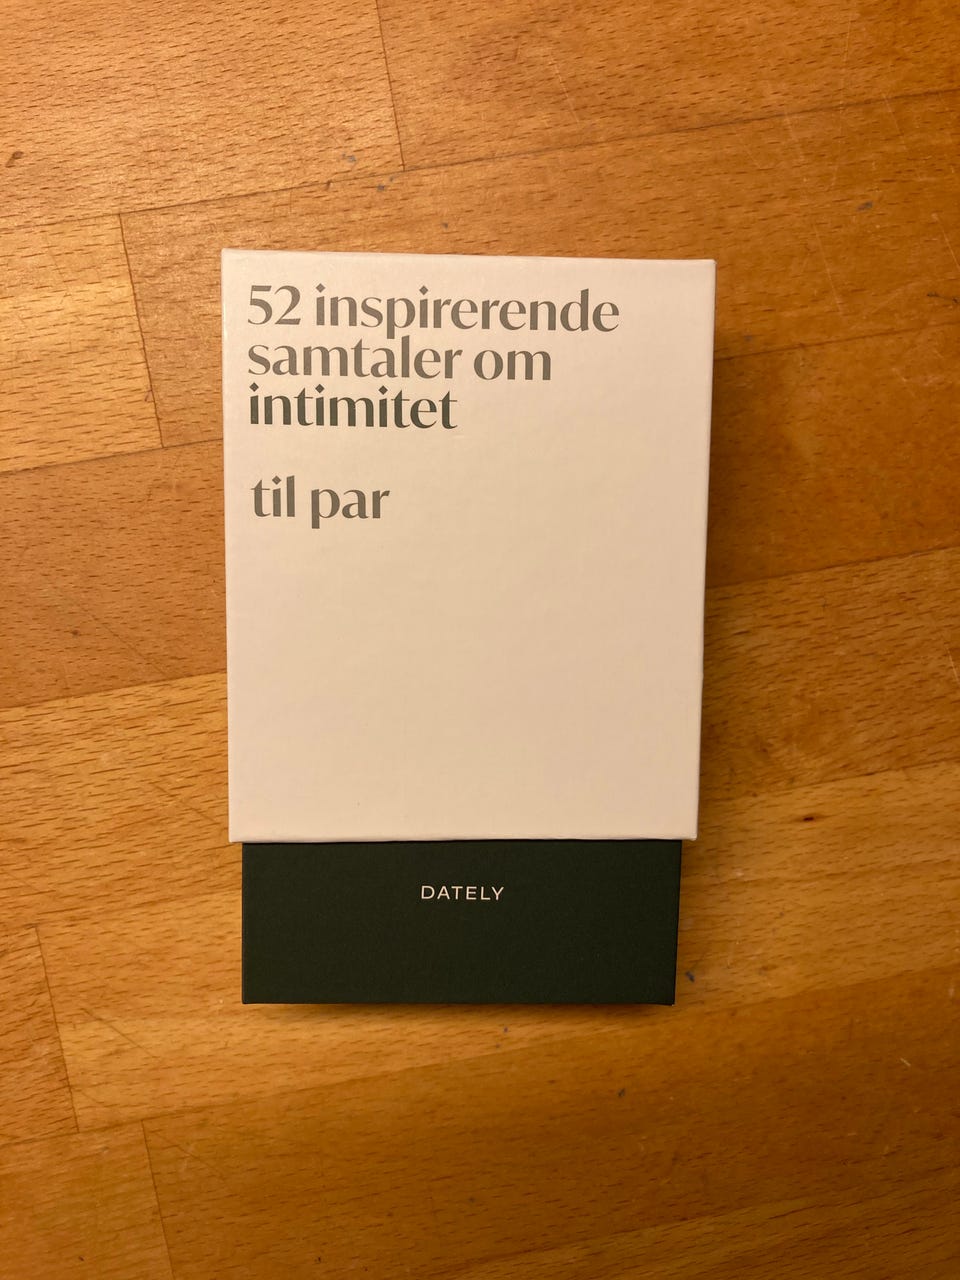 52 inspirerende
samtaler om
intimitet
til par
DATELY